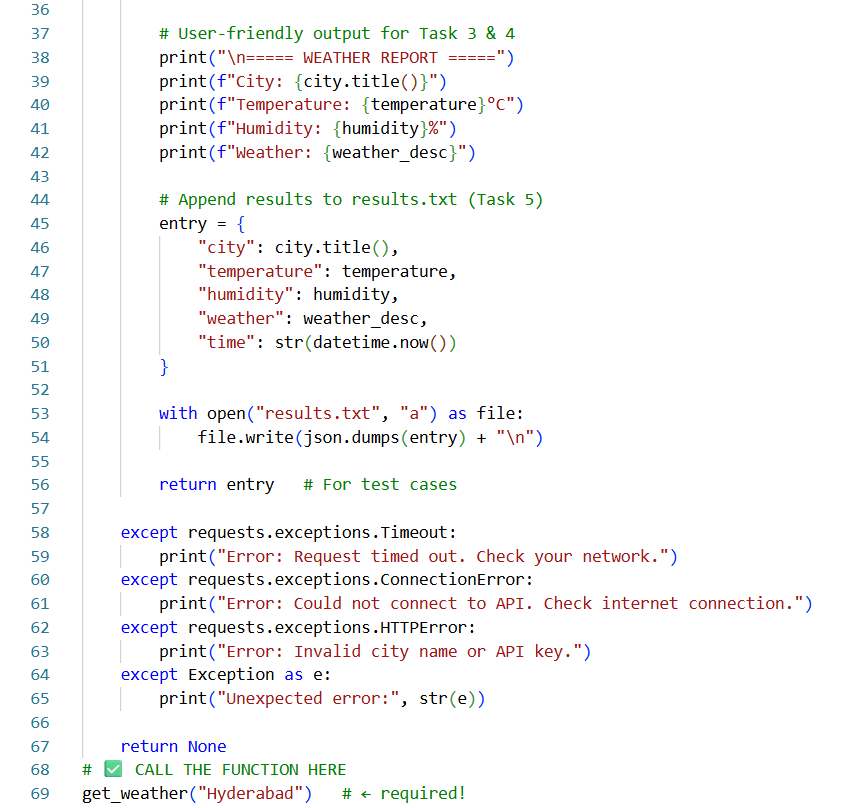 36
37 # User-friendly output for Task 3 & 4
38 print("\n===== WEATHER REPORT =====")
39 print(f"City: {city.title()}")
40 print(f"Temperature: {temperature}°C")
41 print(f"Humidity: {humidity}%")
42 print(f"Weather: {weather_desc}")
43
44 # Append results to results.txt (Task 5)
45 entry = {
46 "city": city.title(),
47 "temperature": temperature,
48 "humidity": humidity,
49 "weather": weather_desc,
50 "time": str(datetime.now())
51 }
52
53 with open("results.txt", "a") as file:
54 file.write(json.dumps(entry) + "\n")
55
56 return entry # For test cases
57
58 except requests.exceptions.Timeout:
59 print("Error: Request timed out. Check your network.")
60 except requests.exceptions.ConnectionError:
61 print("Error: Could not connect to API. Check internet connection.")
62 except requests.exceptions.HTTPError:
63 print("Error: Invalid city name or API key.")
64 except Exception as e:
65 print("Unexpected error:", str(e))
66
67 return None
68 # ✅ CALL THE FUNCTION HERE
69 get_weather("Hyderabad") # ← required!